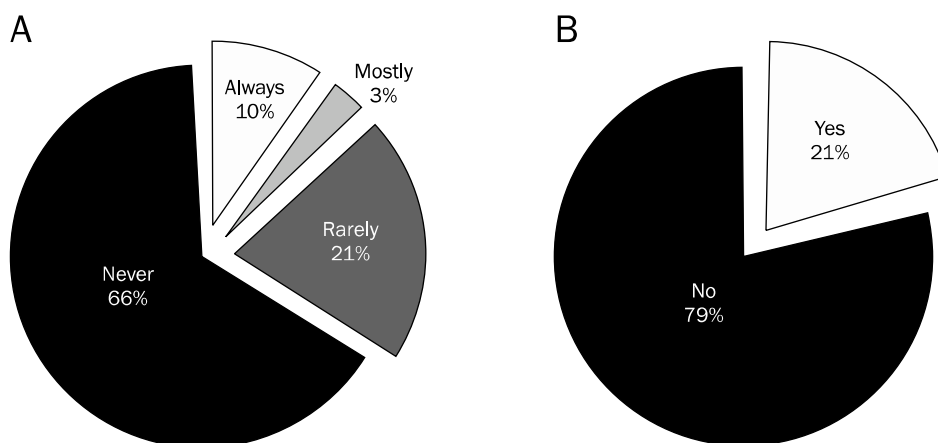 A
Always
10%
Mostly
3%
Rarely
21%
Never
66%
B
Yes
21%
No
79%